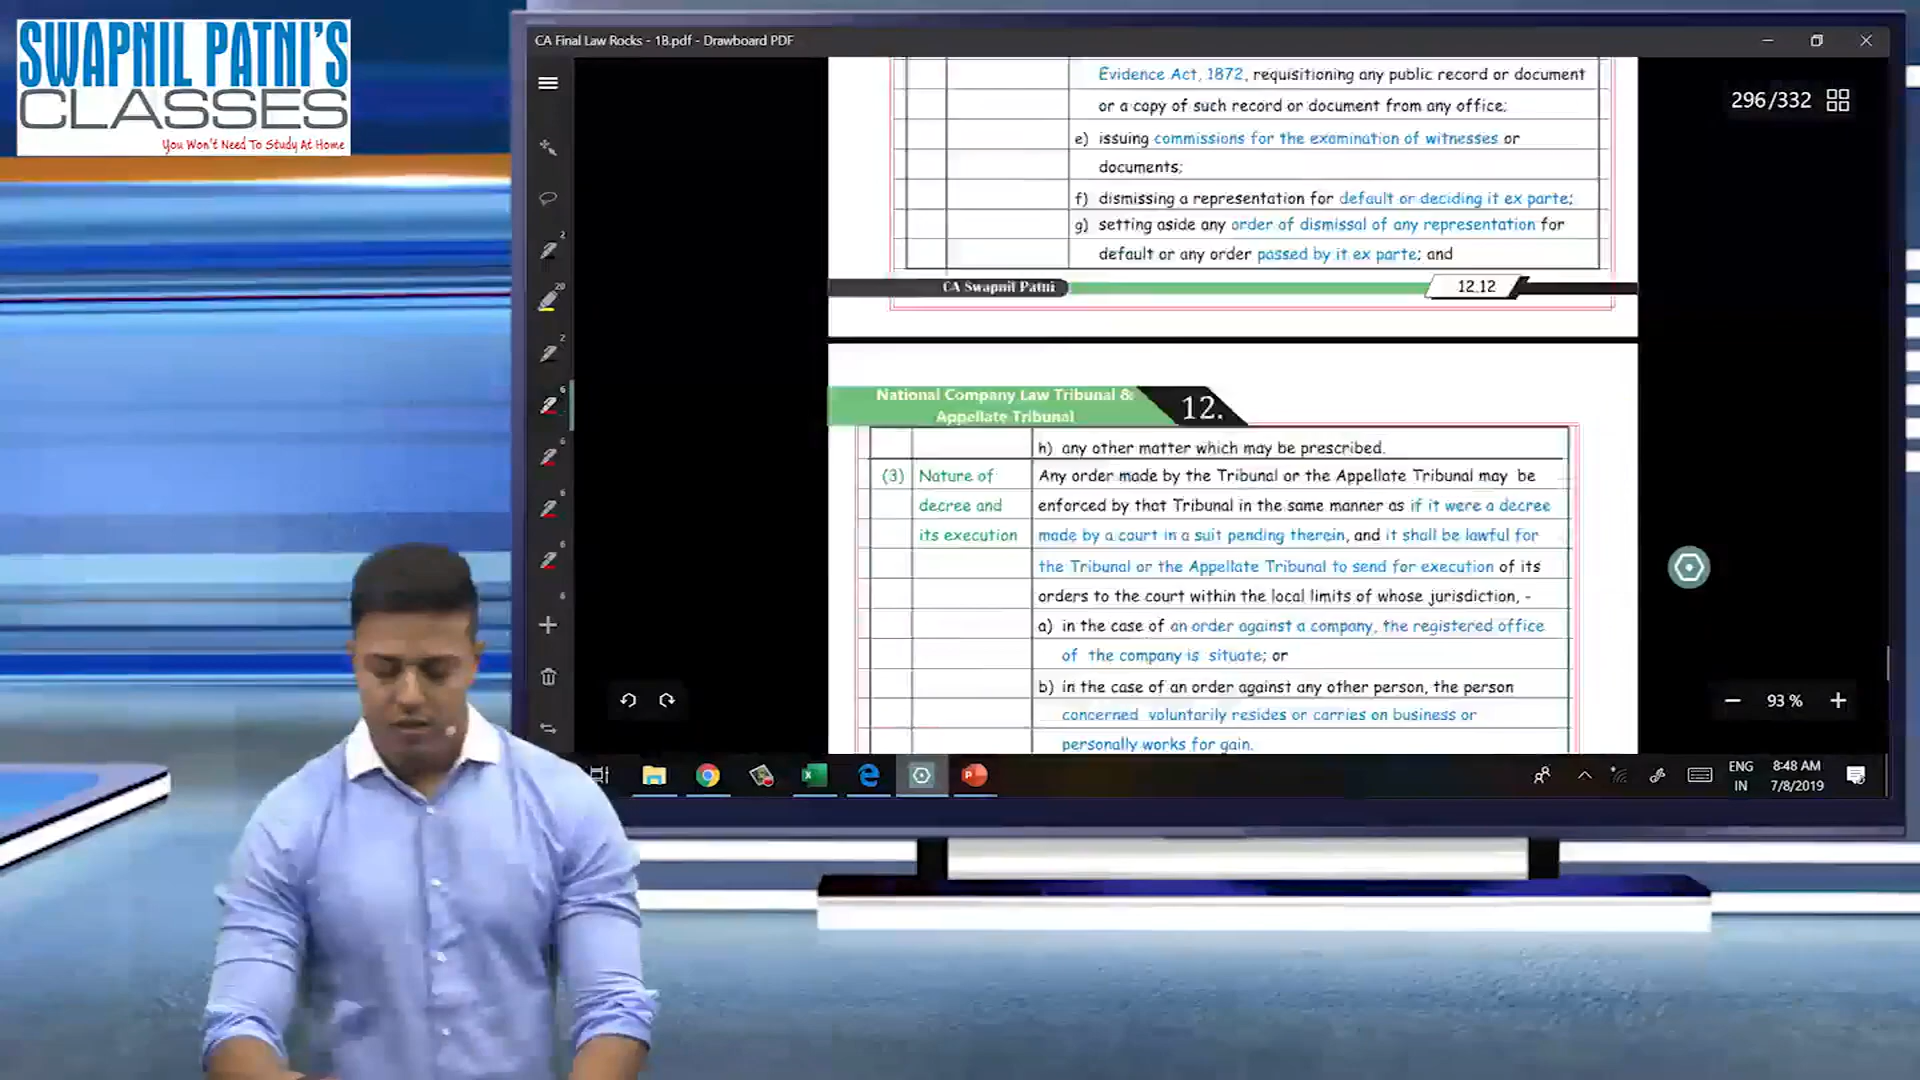 SWAPNIL PATNI'S
CLASSES
You Won't Need To Study At Home
CA Final Law Rocks - 1B.pdf - Drawboard PDF
296/332
Evidence Act, 1872, requisitioning any public record or document
or a copy of such record or document from any office;
e) issuing commissions for the examination of witnesses or
documents;
f) dismissing a representation for default or deciding it ex parte;
g) setting aside any order of dismissal of any representation for
default or any order passed by it ex parte; and
CA Swapnil Patni
12.12
National Company Law Tribunal &
Appellate Tribunal
12.
h) any other matter which may be prescribed.
(3) Nature of decree and its execution
Any order made by the Tribunal or the Appellate Tribunal may be
enforced by that Tribunal in the same manner as if it were a decree
made by a court in a suit pending therein, and it shall be lawful for
the Tribunal or the Appellate Tribunal to send for execution of its
orders to the court within the local limits of whose jurisdiction, -
a) in the case of an order against a company, the registered office
of the company is situate; or
b) in the case of an order against any other person, the person
concerned voluntarily resides or carries on business or
personally works for gain.
2
20
2
6
6
6
6
6
93 %
ENG
IN
8:48 AM
7/8/2019